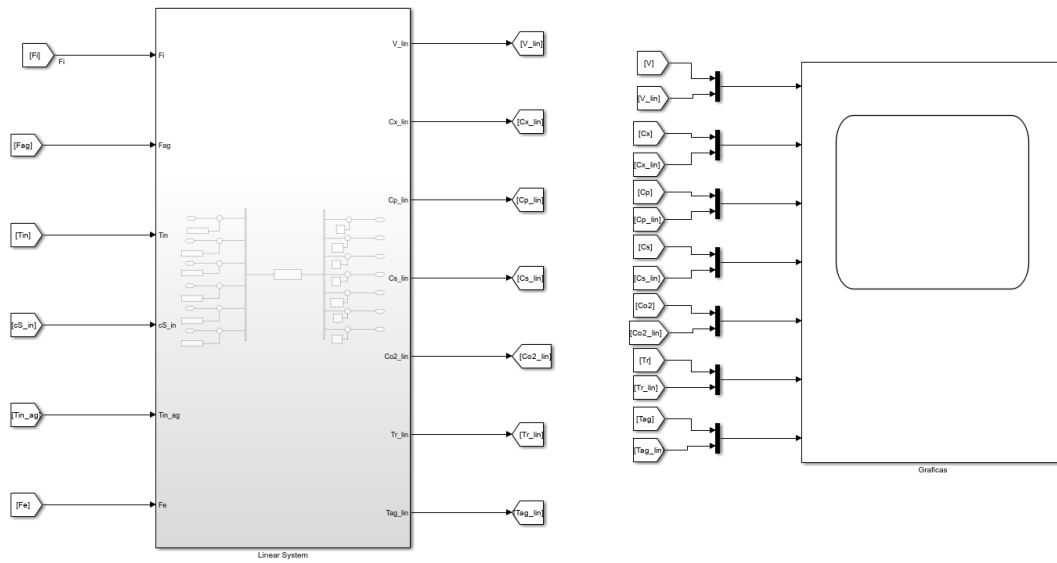 [Fi]
Fi
Fi
V_lin
[V_lin]
[Fag]
Fag
Cx_lin
[Cx_lin]
[Tin]
Tin
Cp_lin
[Cp_lin]
Cs_lin
[Cs_lin]
[cS_in]
cS_in
Co2_lin
[Co2_lin]
[Tin_ag]
Tin_ag
Tr_lin
[Tr_lin]
[Fe]
Fe
Tag_lin
[Tag_lin]
Linear System
[V]
[V_lin]
[Cx]
[Cx_lin]
[Cp]
[Cp_lin]
[Cs]
[Cs_lin]
[Co2]
[Co2_lin]
[Tr]
[Tr_lin]
[Tag]
[Tag_lin]
Graficas